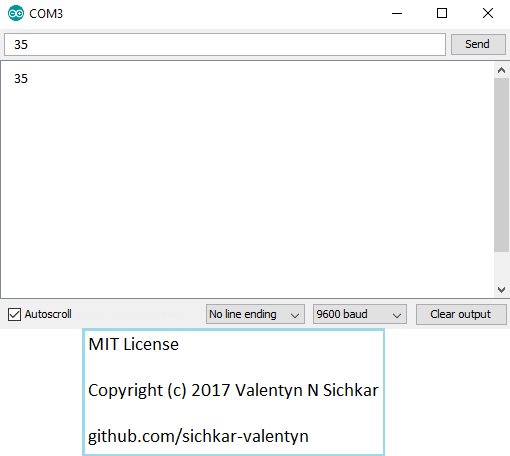 COM3
35
Send
35
Autoscroll
No line ending
9600 baud
Clear output
MIT License
Copyright (c) 2017 Valentyn N Sichkar
github.com/sichkar-valentyn